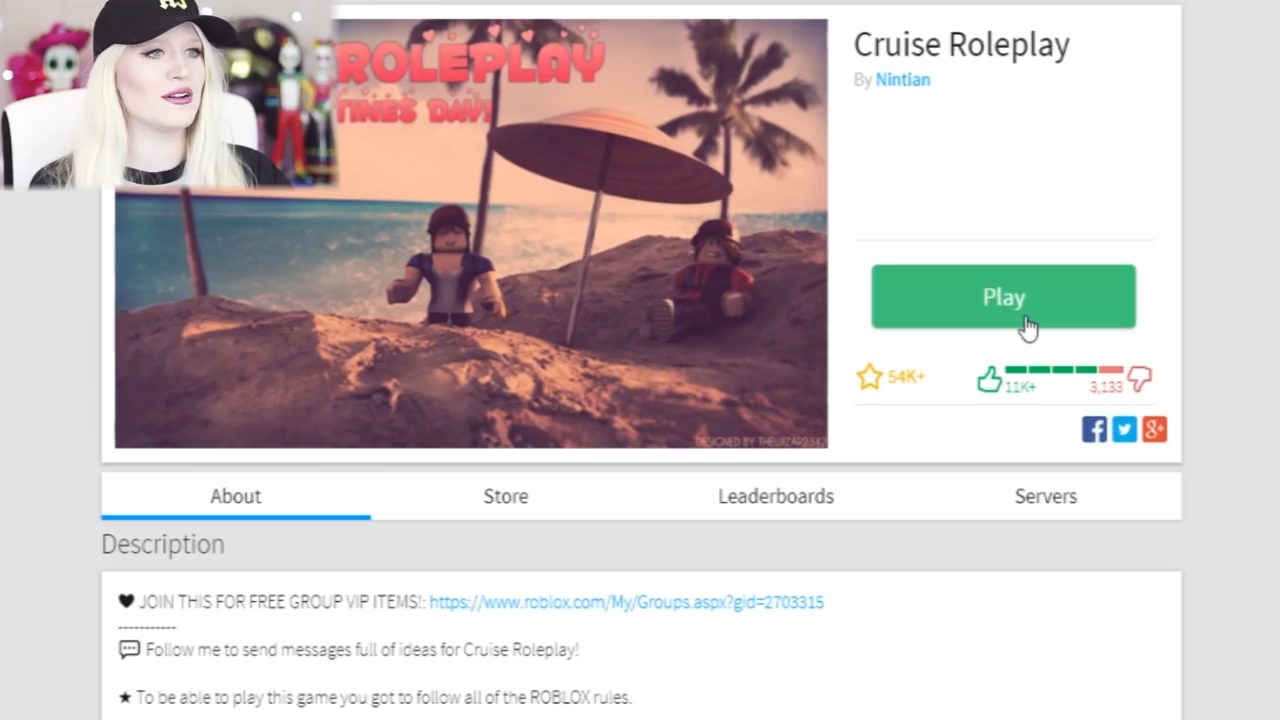 ROLEPLAY
TINES DAY!
Cruise Roleplay
By Nintian
Play
54K+
11K+
3,133
DESIGNED BY THEWIZAR2342
About
Store
Leaderboards
Servers
Description
♥ JOIN THIS FOR FREE GROUP VIP ITEMS!: https://www.roblox.com/My/Groups.aspx?gid=2703315
-----------
💬 Follow me to send messages full of ideas for Cruise Roleplay!
★ To be able to play this game you got to follow all of the ROBLOX rules.